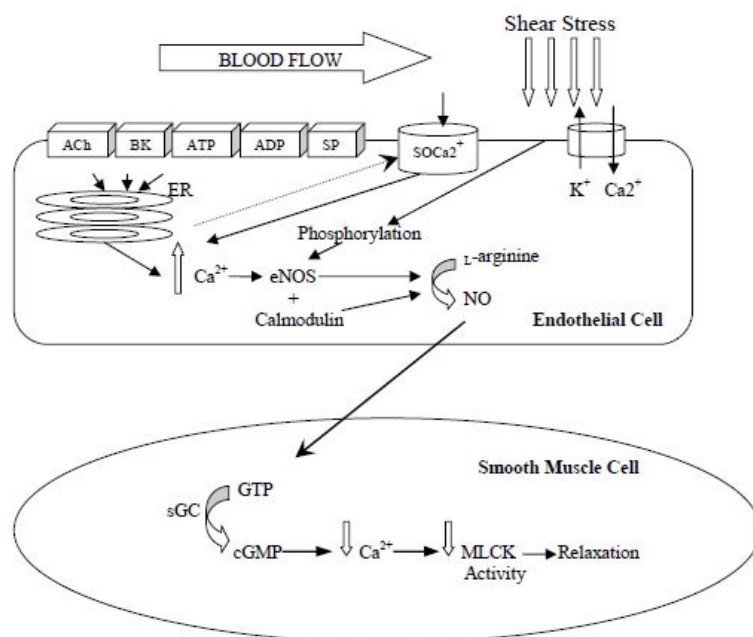 Shear Stress
BLOOD FLOW
ACh BK ATP ADP SP
SOCa2⁺
ER
K⁺ Ca2⁺
Phosphorylation
Ca²⁺ eNOS
L-arginine
+
NO
Calmodulin
Endothelial Cell
Smooth Muscle Cell
GTP
sGC
cGMP Ca²⁺ MLCK Relaxation
Activity